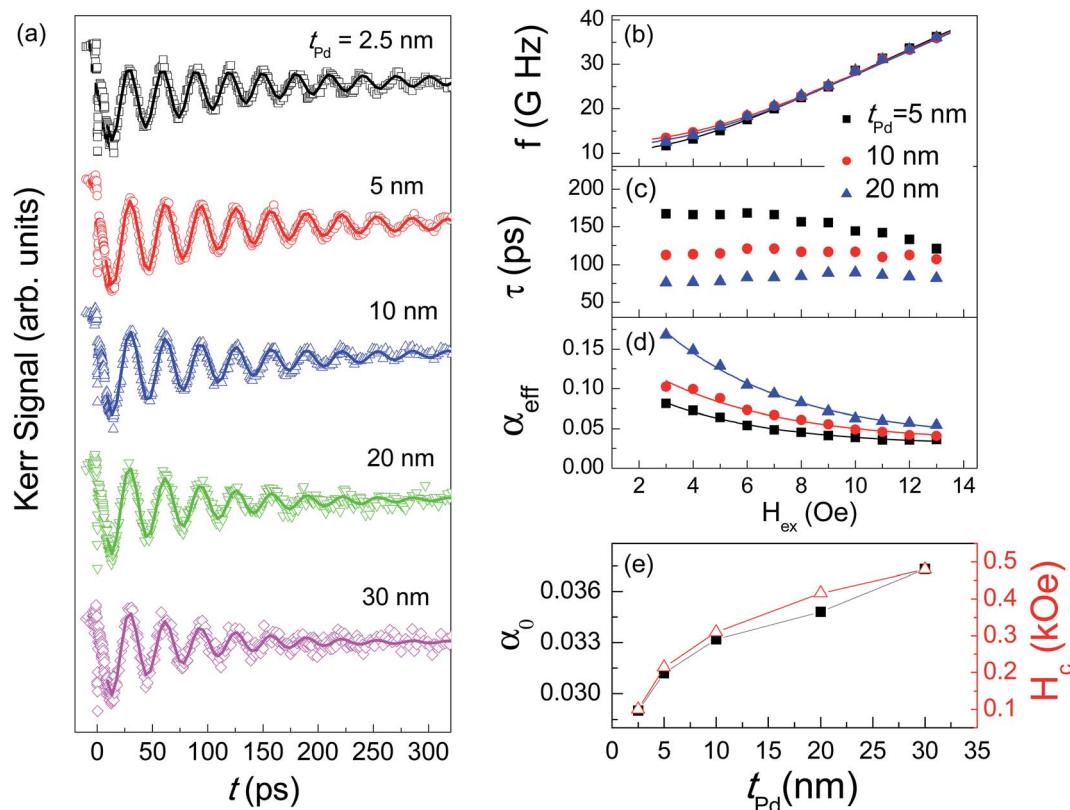 (a)
t_Pd = 2.5 nm
5 nm
10 nm
20 nm
30 nm
Kerr Signal (arb. units)
0 50 100 150 200 250 300
t (ps)
(b)
f (G Hz)
40
30
20
10
t_Pd=5 nm
10 nm
20 nm
(c)
τ (ps)
200
150
100
50
(d)
α_eff
0.15
0.10
0.05
0.00
2 4 6 8 10 12 14
H_ex (Oe)
(e)
α_0
0.036
0.033
0.030
0.5
0.4
0.3
0.2
0.1
H_c (kOe)
0 5 10 15 20 25 30 35
t_Pd(nm)